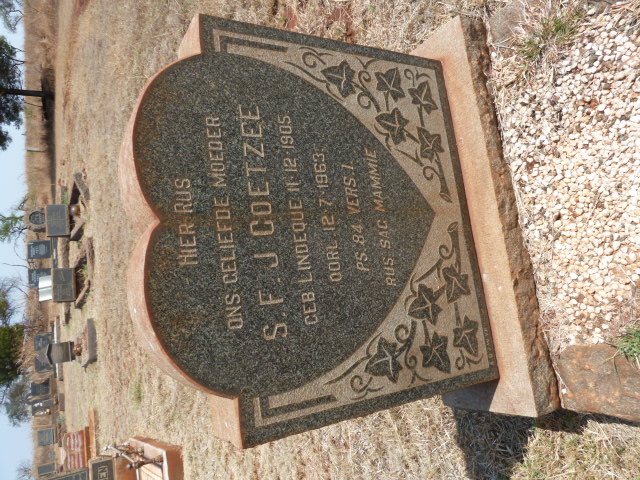 HIER RUS
ONS GELIEFDE MOEDER
S.F.J. COETZEE
GEB LINDEQUE 11·12·1905
OORL 12·7·1963
PS. 84 VERS 1.
RUS SAG MAMMIE